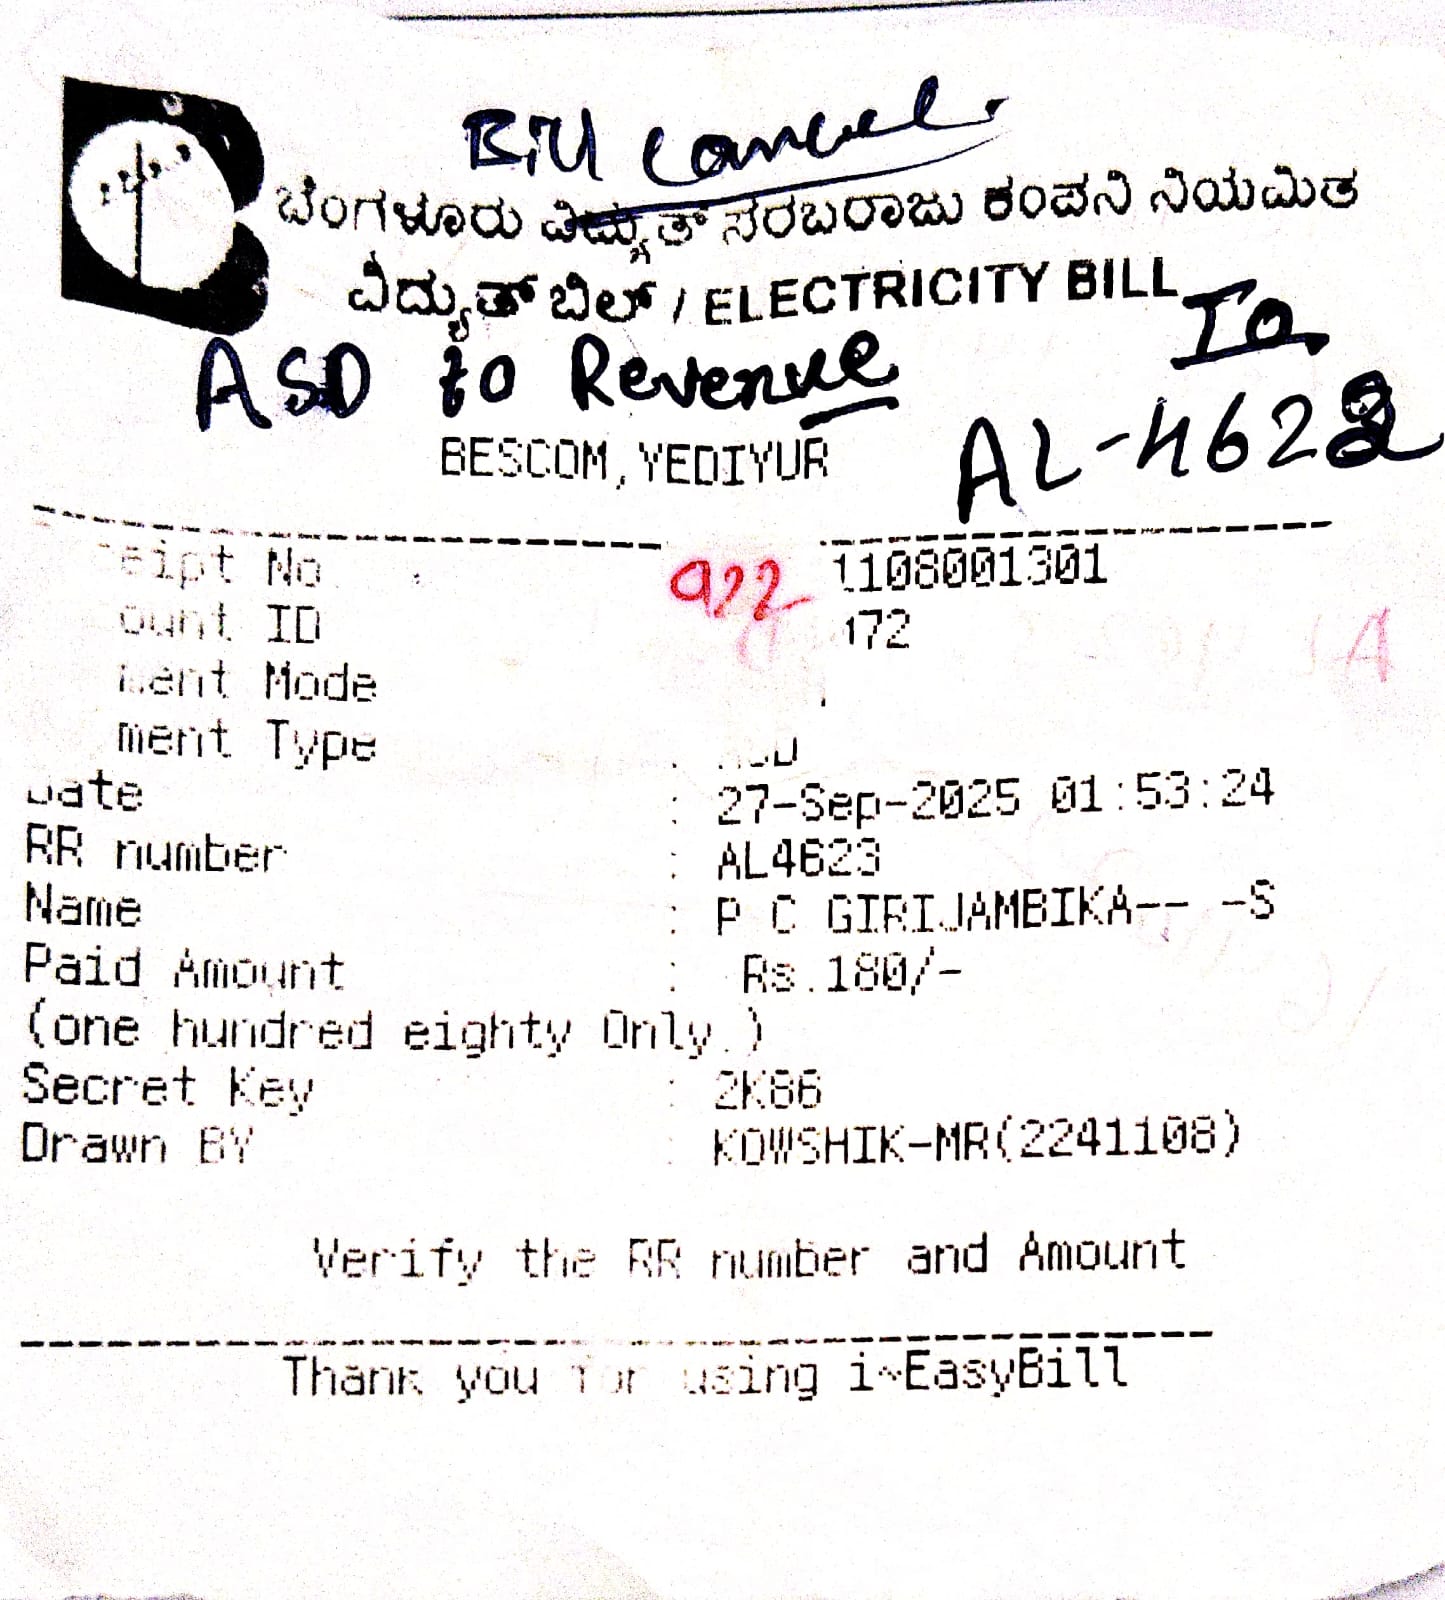 Bill cancel.
ಬೆಂಗಳೂರು ವಿದ್ಯುತ್ ಸರಬರಾಜು ಕಂಪನಿ ನಿಯಮಿತ
ವಿದ್ಯುತ್ ಬಿಲ್ / ELECTRICITY BILL
To
ASD to Revenue
AL-4622
BESCOM, YEDIYUR
eipt No 1108001301
922
ount ID 172
ment Mode
ment Type :
Date : 27-Sep-2025 01:53:24
RR number : AL4623
Name : P C GIRIJAMBIKA-- -S
Paid Amount : Rs.180/-
(one hundred eighty Only.)
Secret Key : 2K86
Drawn BY : KOWSHIK-MR(2241108)
Verify the RR number and Amount
Thank you for using i~EasyBill